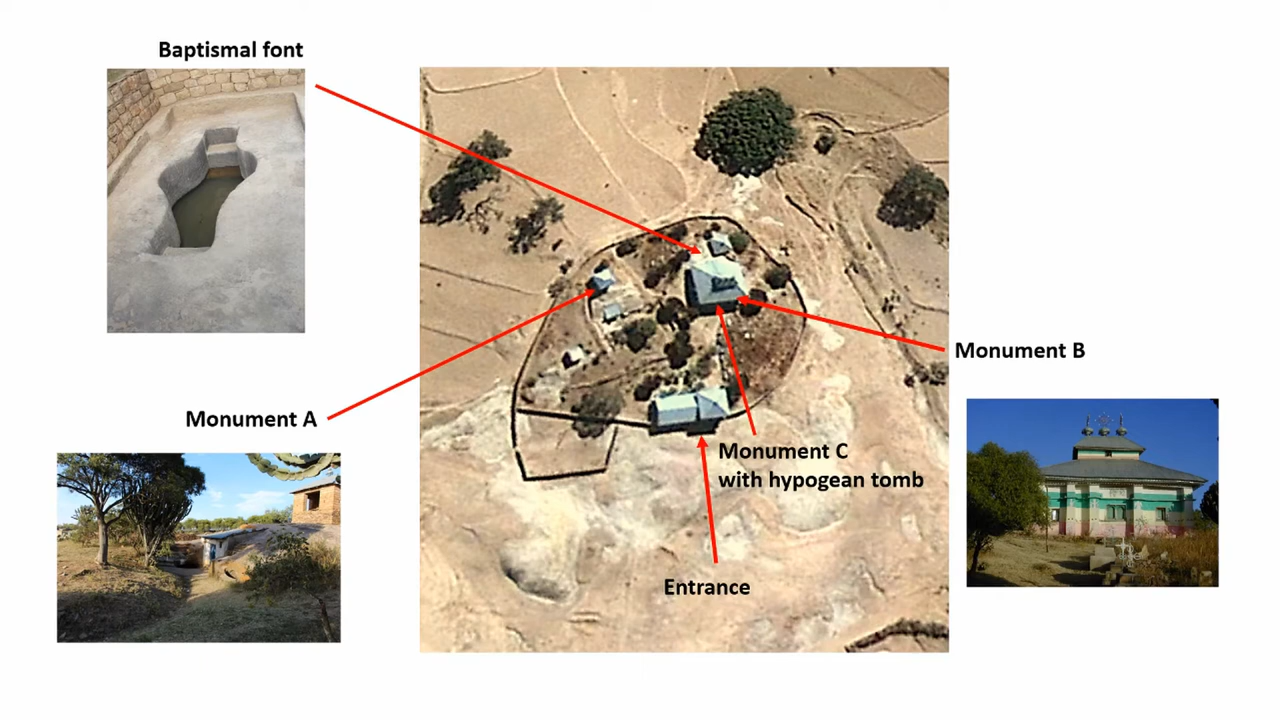 Baptismal font
Monument A
Monument B
Monument C
with hypogean tomb
Entrance